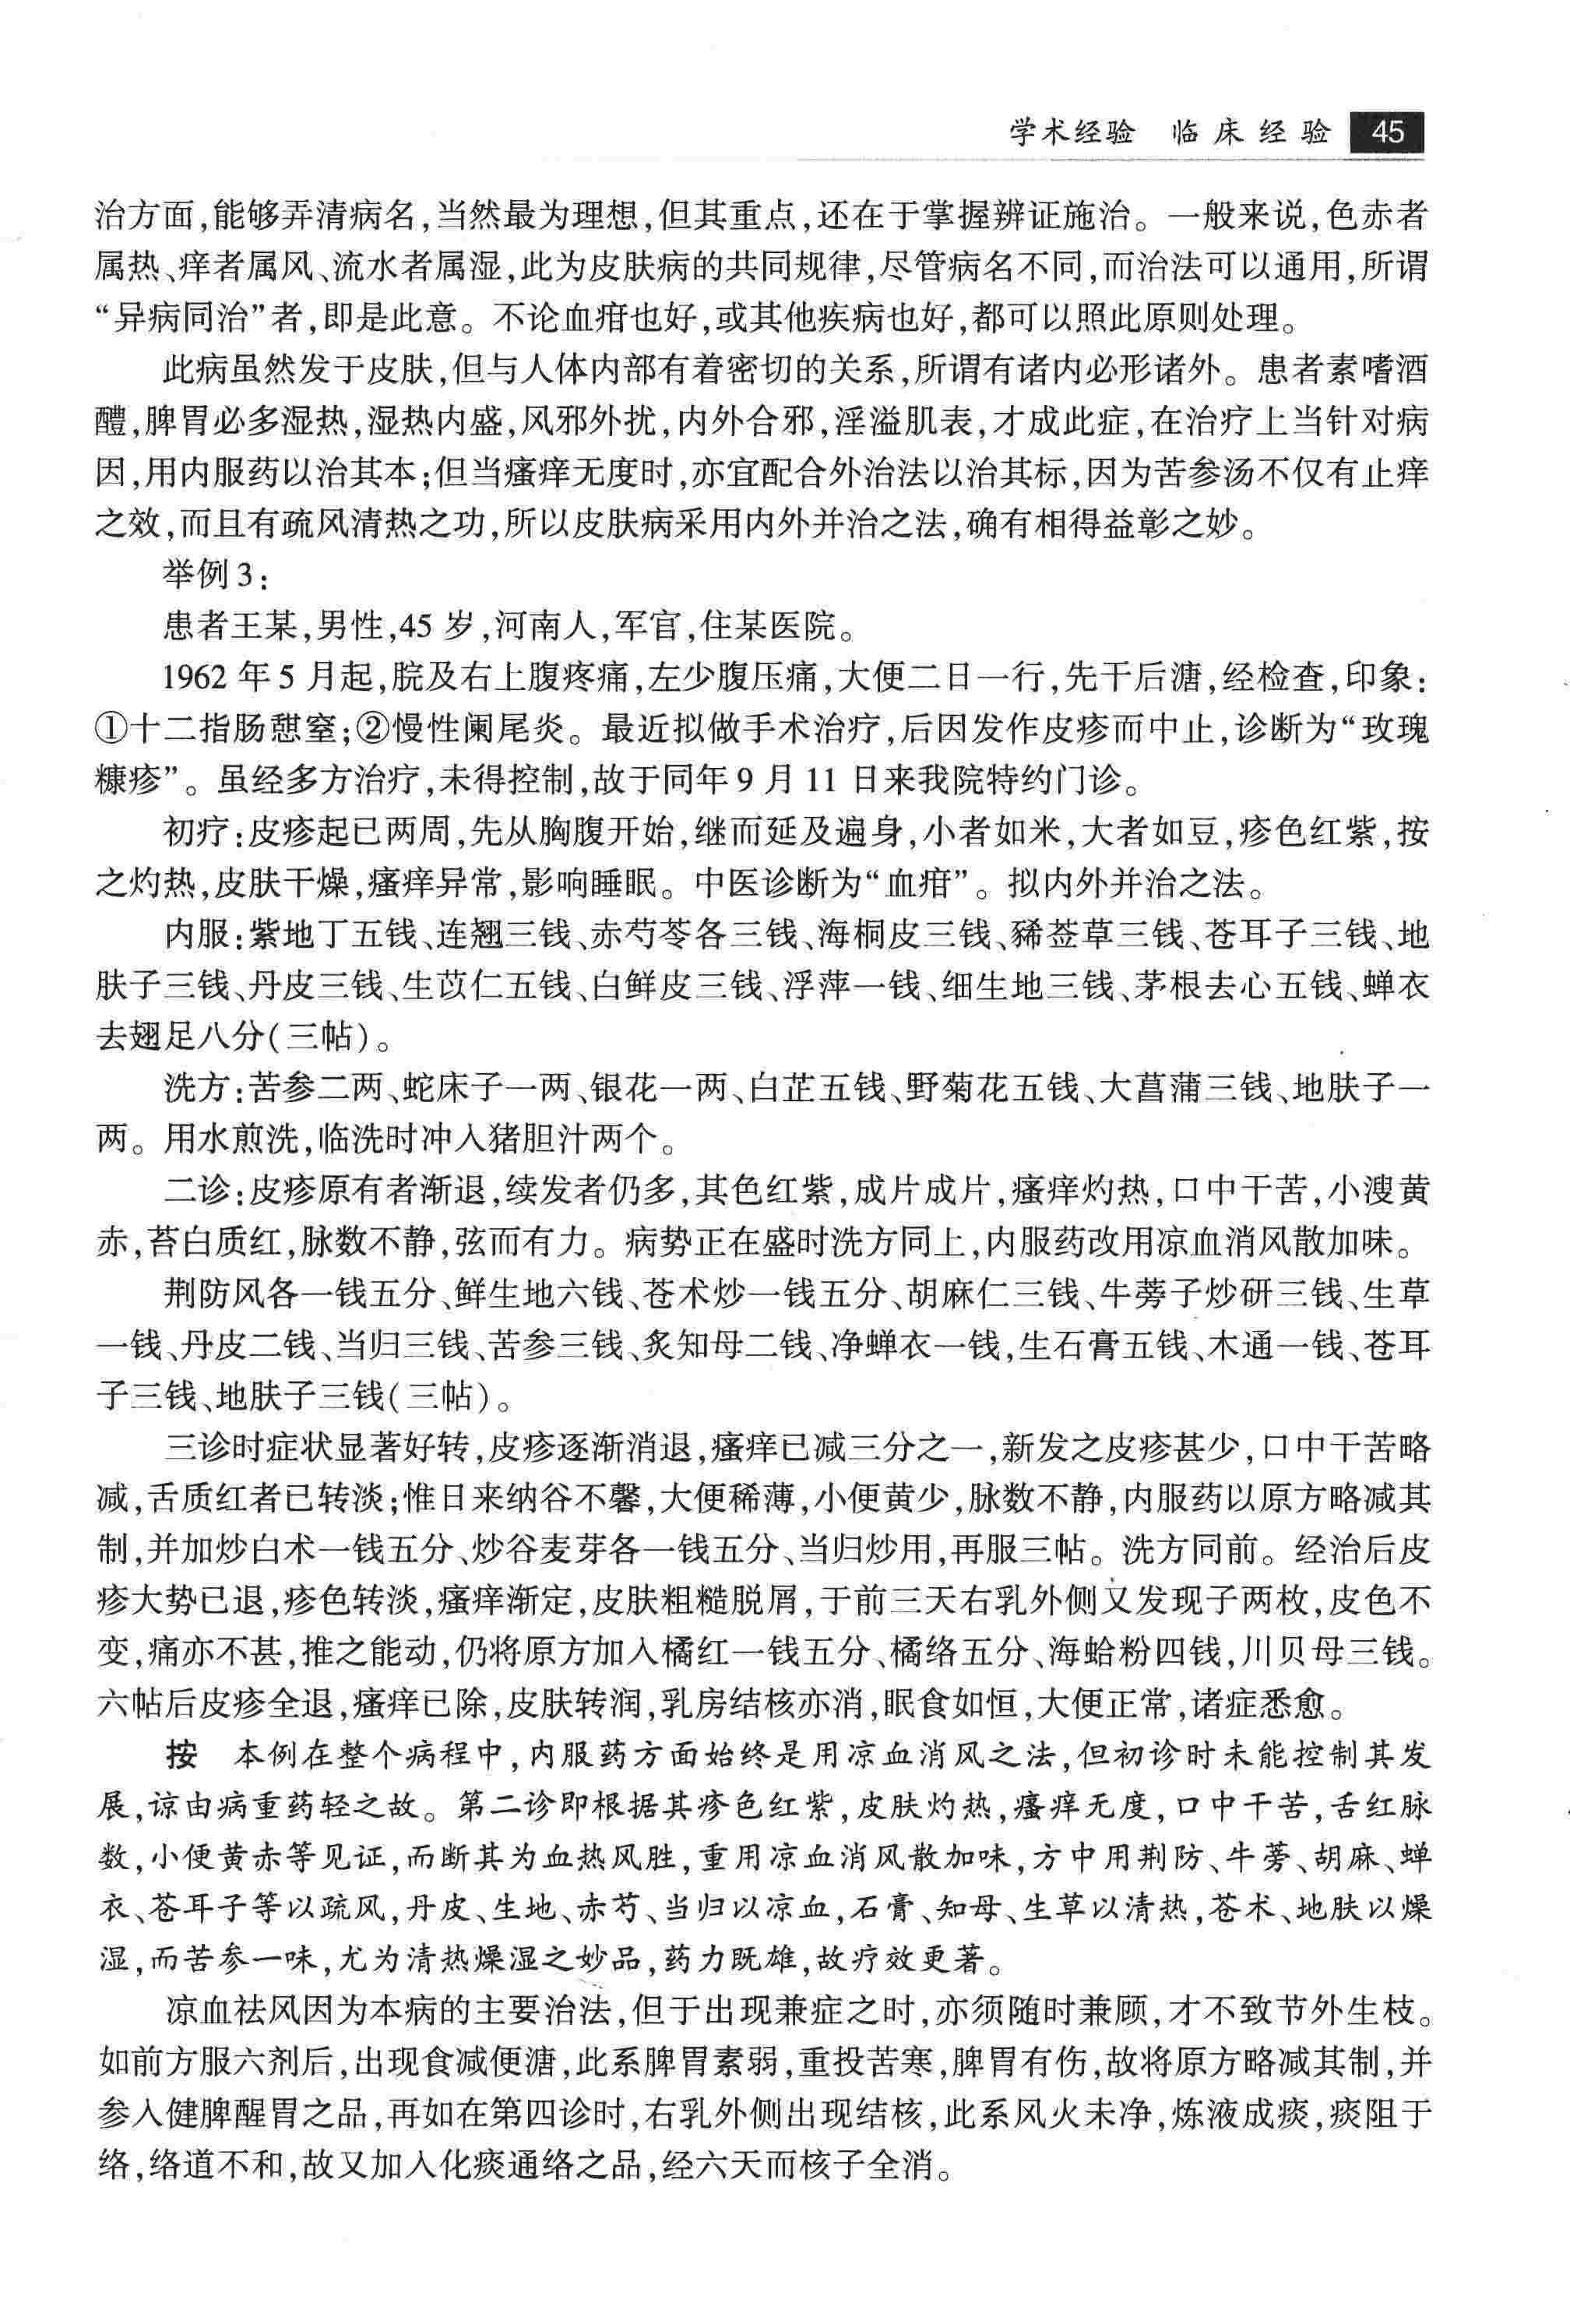 学术经验 临床经验 45
治方面,能够弄清病名,当然最为理想,但其重点,还在于掌握辨证施治。一般来说,色赤者
属热、痒者属风、流水者属湿,此为皮肤病的共同规律,尽管病名不同,而治法可以通用,所谓
“异病同治”者,即是此意。不论血疳也好,或其他疾病也好,都可以照此原则处理。
此病虽然发于皮肤,但与人体内部有着密切的关系,所谓有诸内必形诸外。患者素嗜酒
醴,脾胃必多湿热,湿热内盛,风邪外扰,内外合邪,淫溢肌表,才成此症,在治疗上当针对病
因,用内服药以治其本;但当瘙痒无度时,亦宜配合外治法以治其标,因为苦参汤不仅有止痒
之效,而且有疏风清热之功,所以皮肤病采用内外并治之法,确有相得益彰之妙。
举例3:
患者王某,男性,45岁,河南人,军官,住某医院。
1962年5月起,脘及右上腹疼痛,左少腹压痛,大便二日一行,先干后溏,经检查,印象:
①十二指肠憩窒;②慢性阑尾炎。最近拟做手术治疗,后因发作皮疹而中止,诊断为“玫瑰
糠疹”。虽经多方治疗,未得控制,故于同年9月11日来我院特约门诊。
初疗:皮疹起已两周,先从胸腹开始,继而延及遍身,小者如米,大者如豆,疹色红紫,按
之灼热,皮肤干燥,瘙痒异常,影响睡眠。中医诊断为“血疳”。拟内外并治之法。
内服:紫地丁五钱、连翘三钱、赤芍苓各三钱、海桐皮三钱、豨莶草三钱、苍耳子三钱、地
肤子三钱、丹皮三钱、生苡仁五钱、白鲜皮三钱、浮萍一钱、细生地三钱、茅根去心五钱、蝉衣
去翅足八分(三帖)。
洗方:苦参二两、蛇床子一两、银花一两、白芷五钱、野菊花五钱、大菖蒲三钱、地肤子一
两。用水煎洗,临洗时冲入猪胆汁两个。
二诊:皮疹原有者渐退,续发者仍多,其色红紫,成片成片,瘙痒灼热,口中干苦,小溲黄
赤,苔白质红,脉数不静,弦而有力。病势正在盛时洗方同上,内服药改用凉血消风散加味。
荆防风各一钱五分、鲜生地六钱、苍术炒一钱五分、胡麻仁三钱、牛蒡子炒研三钱、生草
一钱、丹皮二钱、当归三钱、苦参三钱、炙知母二钱、净蝉衣一钱,生石膏五钱、木通一钱、苍耳
子三钱、地肤子三钱(三帖)。
三诊时症状显著好转,皮疹逐渐消退,瘙痒已减三分之一,新发之皮疹甚少,口中干苦略
减,舌质红者已转淡;惟日来纳谷不馨,大便稀薄,小便黄少,脉数不静,内服药以原方略减其
制,并加炒白术一钱五分、炒谷麦芽各一钱五分、当归炒用,再服三帖。洗方同前。经治后皮
疹大势已退,疹色转淡,瘙痒渐定,皮肤粗糙脱屑,于前三天右乳外侧又发现子两枚,皮色不
变,痛亦不甚,推之能动,仍将原方加入橘红一钱五分、橘络五分、海蛤粉四钱,川贝母三钱。
六帖后皮疹全退,瘙痒已除,皮肤转润,乳房结核亦消,眠食如恒,大便正常,诸症悉愈。
按 本例在整个病程中,内服药方面始终是用凉血消风之法,但初诊时未能控制其发
展,谅由病重药轻之故。第二诊即根据其疹色红紫,皮肤灼热,瘙痒无度,口中干苦,舌红脉
数,小便黄赤等见证,而断其为血热风胜,重用凉血消风散加味,方中用荆防、牛蒡、胡麻、蝉
衣、苍耳子等以疏风,丹皮、生地、赤芍、当归以凉血,石膏、知母、生草以清热,苍术、地肤以燥
湿,而苦参一味,尤为清热燥湿之妙品,药力既雄,故疗效更著。
凉血祛风因为本病的主要治法,但于出现兼症之时,亦须随时兼顾,才不致节外生枝。
如前方服六剂后,出现食减便溏,此系脾胃素弱,重投苦寒,脾胃有伤,故将原方略减其制,并
参入健脾醒胃之品,再如在第四诊时,右乳外侧出现结核,此系风火未净,炼液成痰,痰阻于
络,络道不和,故又加入化痰通络之品,经六天而核子全消。